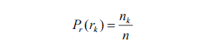 P_r(r_k) = n_k / n